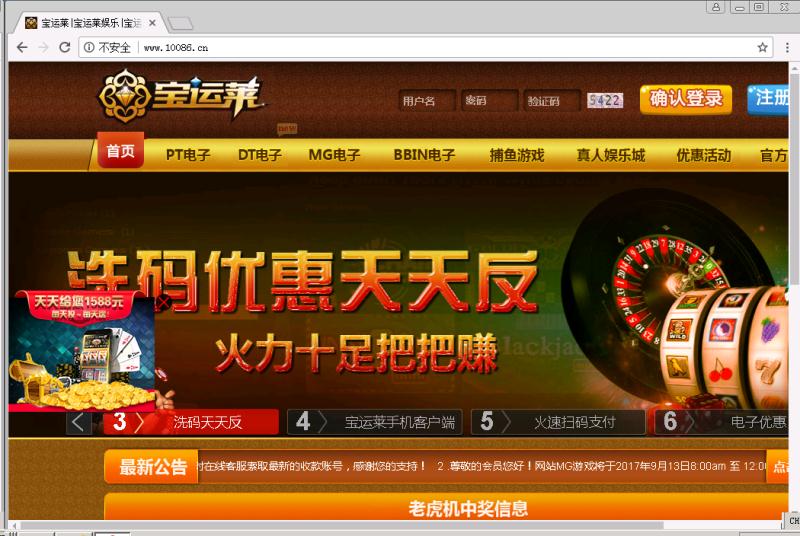 宝运莱|宝运莱娱乐|宝运
不安全 www.10086.cn
宝运莱
用户名 密码 验证码 5422 确认登录 注册
首页 PT电子 DT电子 MG电子 BBIN电子 捕鱼游戏 真人娱乐城 优惠活动 官方
洗码优惠天天反
天天给您1588元
火力十足把把赚
3 洗码天天反 4 宝运莱手机客户端 5 火速扫码支付 6 电子优惠
最新公告 在线客服索取最新的收款账号，感谢您的支持！ 2 .尊敬的会员您好！网站MG游戏将于2017年9月13日8:00am 至 12:0
老虎机中奖信息
CH